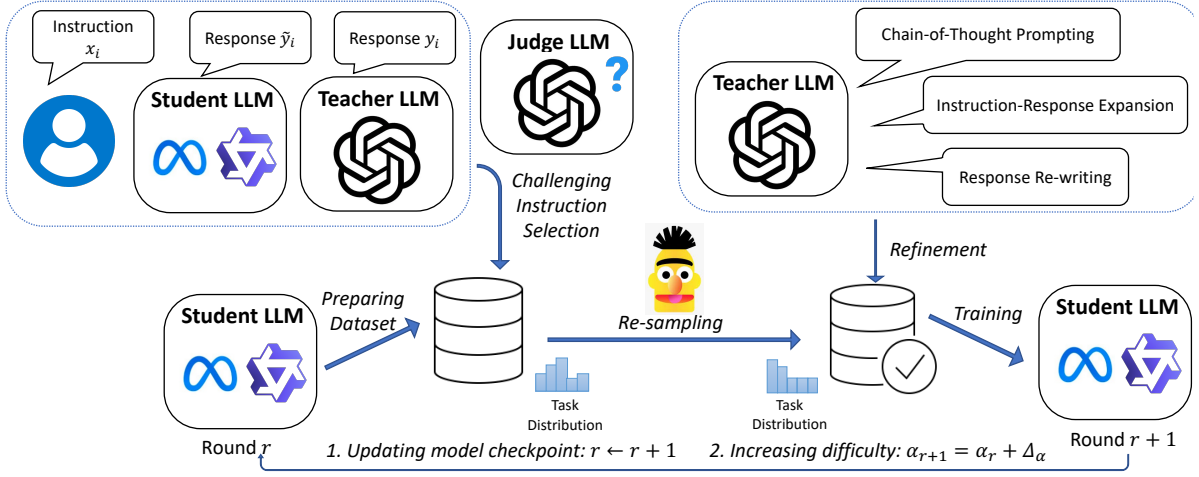 Instruction
x_i
Response ỹ_i
Response y_i
Student LLM
Teacher LLM
Judge LLM
?
Challenging
Instruction
Selection
Teacher LLM
Chain-of-Thought Prompting
Instruction-Response Expansion
Response Re-writing
Refinement
Student LLM
Round r
Preparing
Dataset
Re-sampling
Task
Distribution
Task
Distribution
Training
Student LLM
Round r + 1
1. Updating model checkpoint: r ← r + 1
2. Increasing difficulty: α_{r+1} = α_r + Δ_α